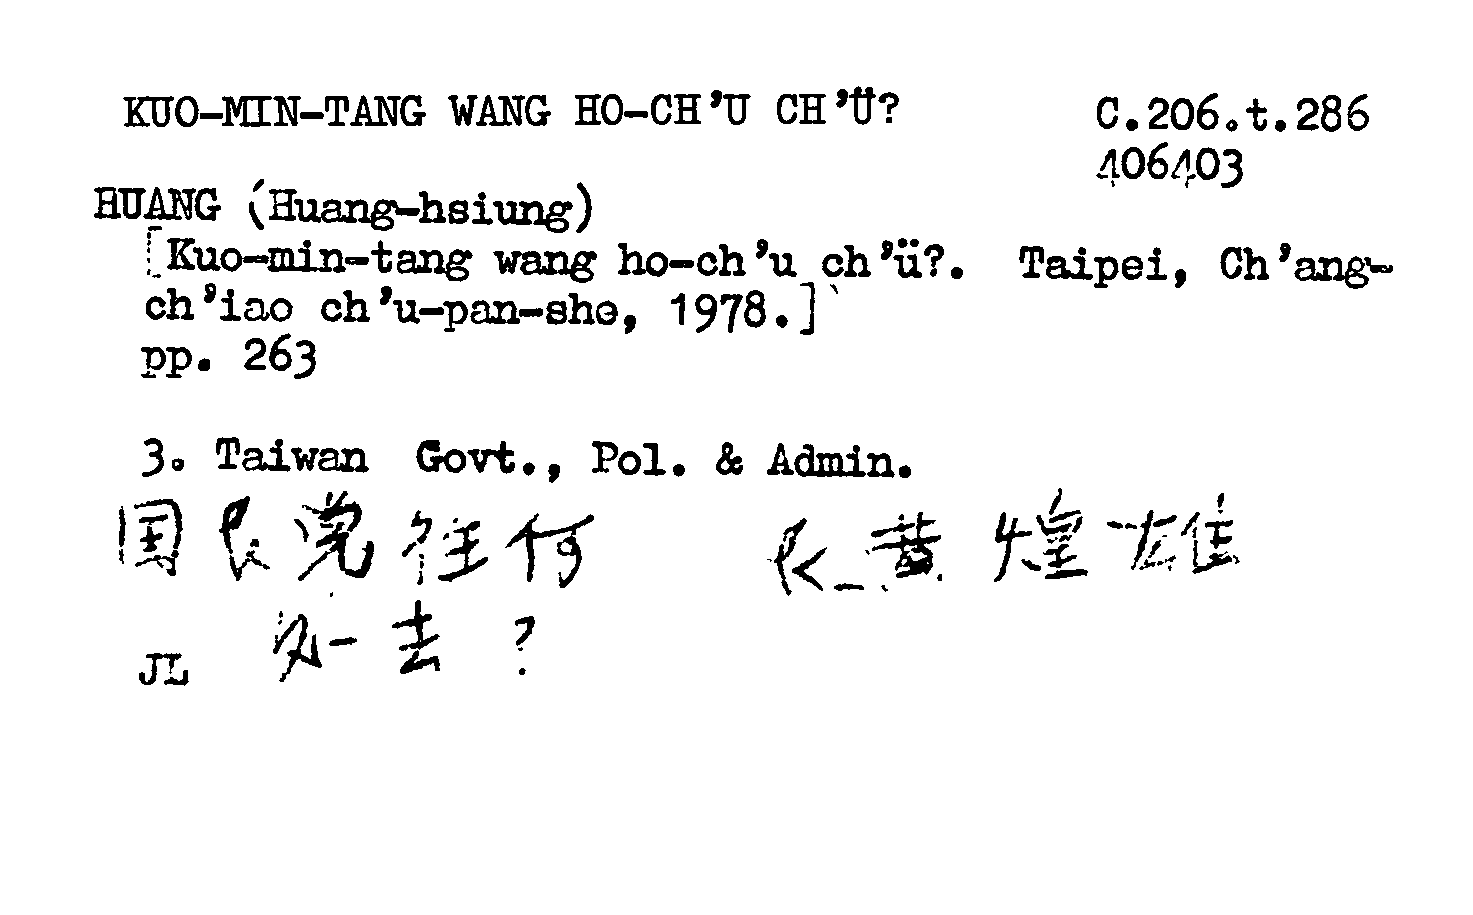 KUO-MIN-TANG WANG HO-CH'U CH'Ü? C.206.t.286
406403
HUANG (Huang-hsiung)
[Kuo-min-tang wang ho-ch'u ch'ü?. Taipei, Ch'ang-
ch'iao ch'u-pan-she, 1978.]
pp. 263
3. Taiwan Govt., Pol. & Admin.
国民党往何 黄煌雄
处去?
JL